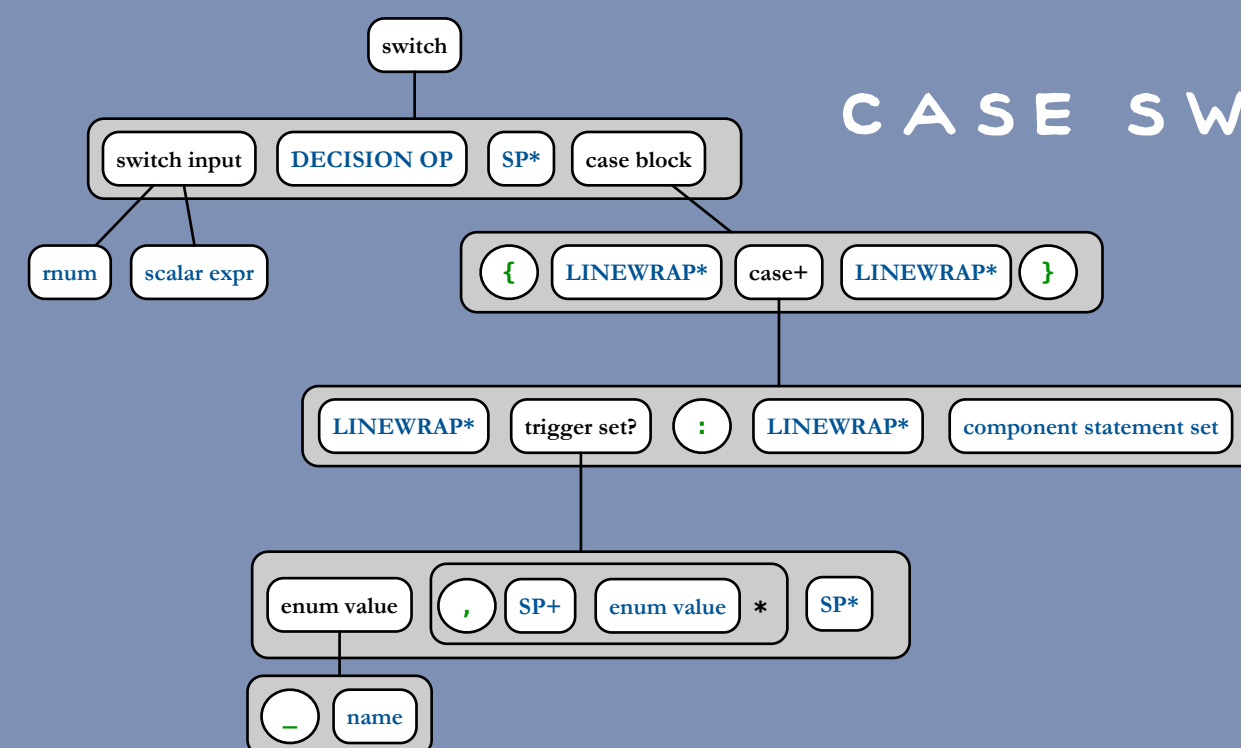 switch
CASE SW
switch input DECISION OP SP* case block
rnum scalar expr { LINEWRAP* case+ LINEWRAP* }
LINEWRAP* trigger set? : LINEWRAP* component statement set
enum value , SP+ enum value * SP*
_ name